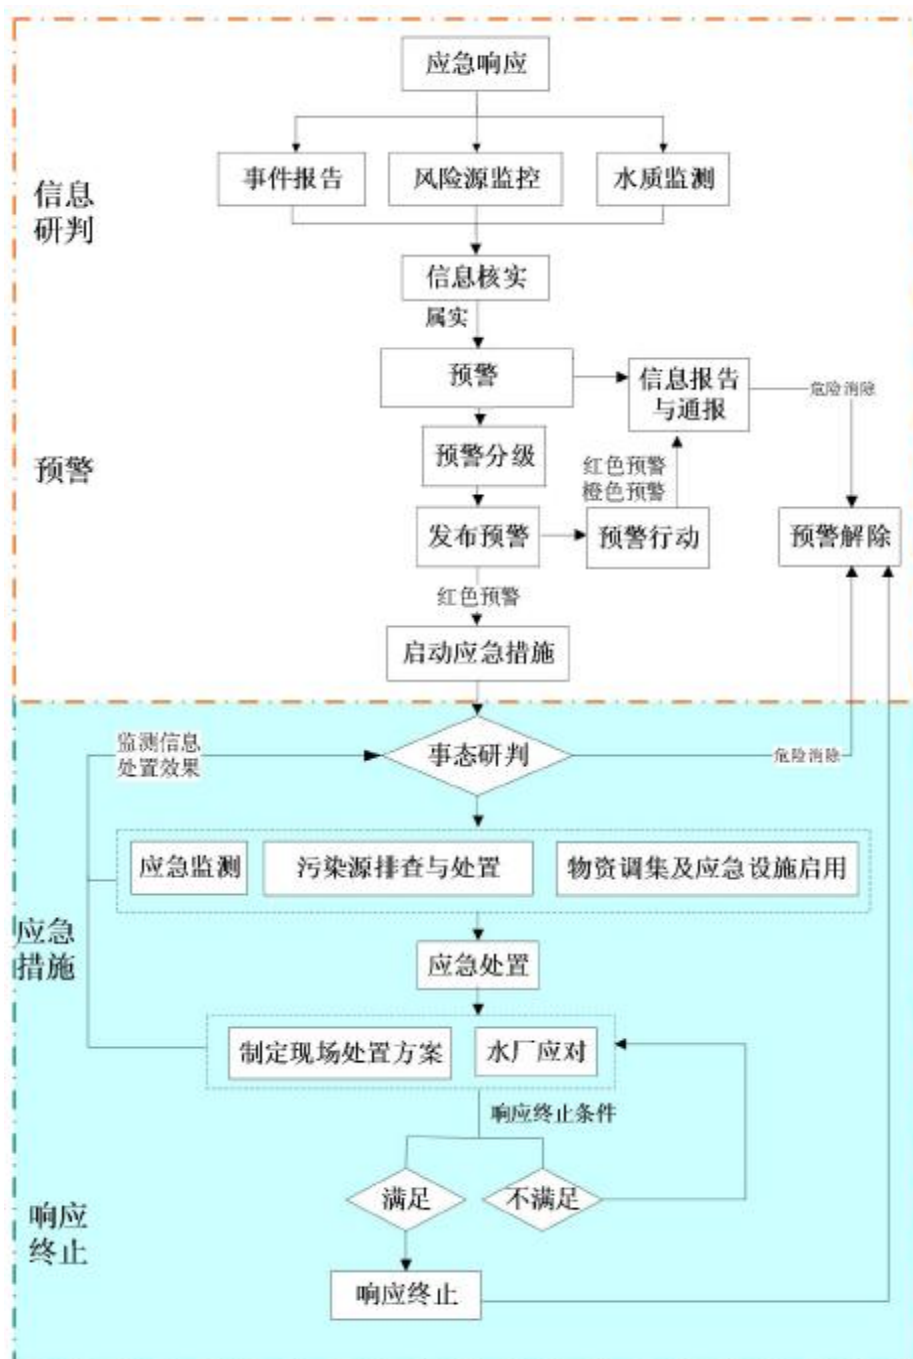 应急响应
事件报告
风险源监控
水质监测
信息
研判
信息核实
属实
预警
信息报告
与通报
危险消除
预警
预警分级
红色预警
橙色预警
发布预警
预警行动
预警解除
红色预警
启动应急措施
监测信息
处置效果
事态研判
危险消除
应急监测
污染源排查与处置
物资调集及应急设施启用
应急
措施
应急处置
制定现场处置方案
水厂应对
响应终止条件
满足
不满足
响应
终止
响应终止